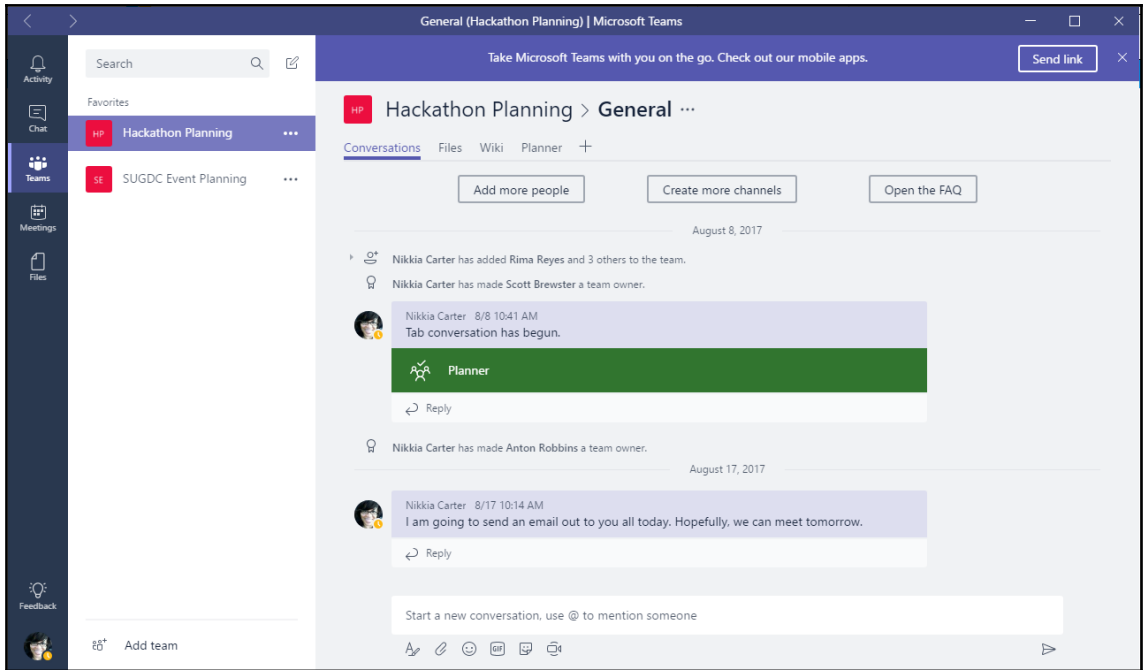 General (Hackathon Planning) | Microsoft Teams
Take Microsoft Teams with you on the go. Check out our mobile apps.
Send link
Activity
Chat
Teams
Meetings
Files
Feedback
Search
Favorites
HP Hackathon Planning ...
SE SUGDC Event Planning ...
Add team
HP Hackathon Planning > General ...
Conversations Files Wiki Planner +
Add more people Create more channels Open the FAQ
August 8, 2017
Nikkia Carter has added Rima Reyes and 3 others to the team.
Nikkia Carter has made Scott Brewster a team owner.
Nikkia Carter 8/8 10:41 AM
Tab conversation has begun.
Planner
Reply
Nikkia Carter has made Anton Robbins a team owner.
August 17, 2017
Nikkia Carter 8/17 10:14 AM
I am going to send an email out to you all today. Hopefully, we can meet tomorrow.
Reply
Start a new conversation, use @ to mention someone
GIF